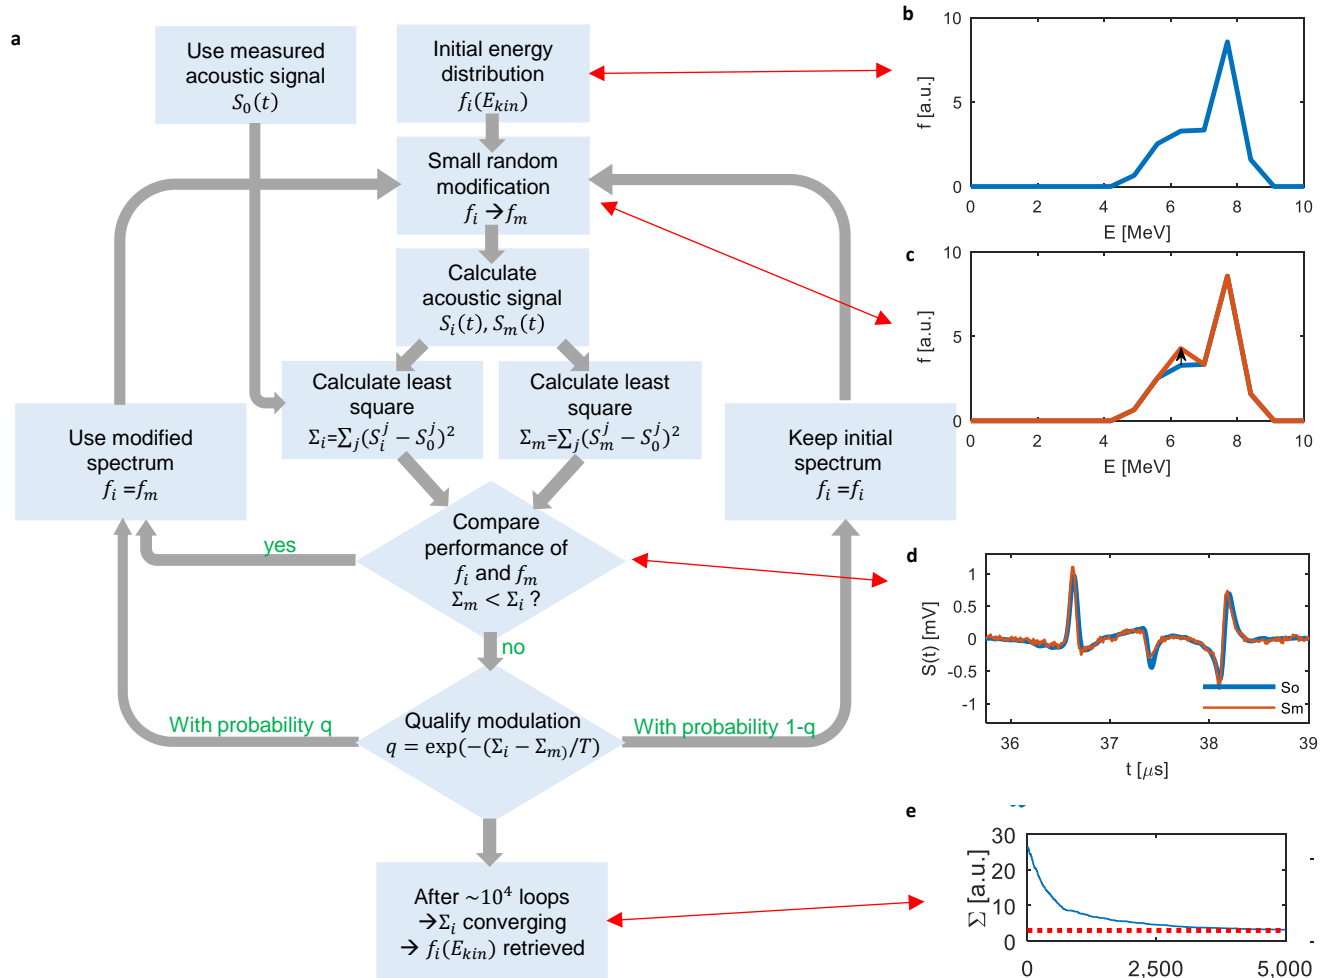 a
Use measured
acoustic signal
S₀(t)
Initial energy
distribution
fᵢ(Eₖᵢₙ)
Small random
modification
fᵢ → fₘ
Calculate
acoustic signal
Sᵢ(t), Sₘ(t)
Calculate least
square
Σᵢ=∑ⱼ(Sᵢʲ − S₀ʲ)²
Calculate least
square
Σₘ=∑ⱼ(Sₘʲ − S₀ʲ)²
Use modified
spectrum
fᵢ =fₘ
Keep initial
spectrum
fᵢ =fᵢ
Compare
performance of
fᵢ and fₘ
Σₘ < Σᵢ ?
yes
no
Qualify modulation
q = exp(−(Σᵢ − Σₘ)/T)
With probability q
With probability 1-q
After ~10⁴ loops
→Σᵢ converging
→ fᵢ(Eₖᵢₙ) retrieved
b
10
5
0
f [a.u.]
0 2 4 6 8 10
E [MeV]
c
10
5
0
f [a.u.]
0 2 4 6 8 10
E [MeV]
d
1
0.5
0
-0.5
-1
S(t) [mV]
So
Sm
36 37 38 39
t [μs]
e
30
20
10
0
Σ [a.u.]
0 2,500 5,000